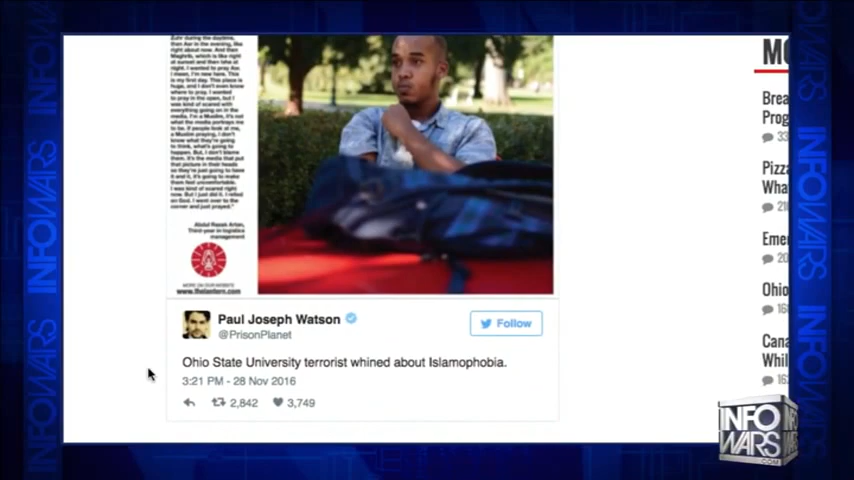 Zuhr during the daytime,
then Asr in the evening, like
right about now. And then
Maghrib, which is like right
at sunset and then Isha at
night. I wanted to pray Asr.
I mean, I'm new here. This
is my first day. This place is
huge, and I don't even know
where to pray. I wanted
to pray in the open, but I
was kind of scared with
everything going on in the
media. I'm a Muslim, it's not
what the media portrays me
to be. If people look at me,
a Muslim praying, I don't
know what they're going
to think, what's going to
happen. But, I don't blame
them. It's the media that put
that picture in their heads
so they're just going to have
it and it, it's going to make
them feel uncomfortable.
I was kind of scared right
now. But I just did it. I relied
on God. I went over to the
corner and just prayed."
Abdul Razak Artan,
Third-year in logistics
management
MORE ON OUR WEBSITE
www.thelantern.com
Paul Joseph Watson
@PrisonPlanet
Follow
Ohio State University terrorist whined about Islamophobia.
3:21 PM - 28 Nov 2016
2,842 3,749
Brea
Prog
33
Pizza
Wha
Eme
20
Ohio
16
Cana
Whil
INFOWARS
INFOWARS
INFOWARS
INFOWARS
INFO
WARS
.COM